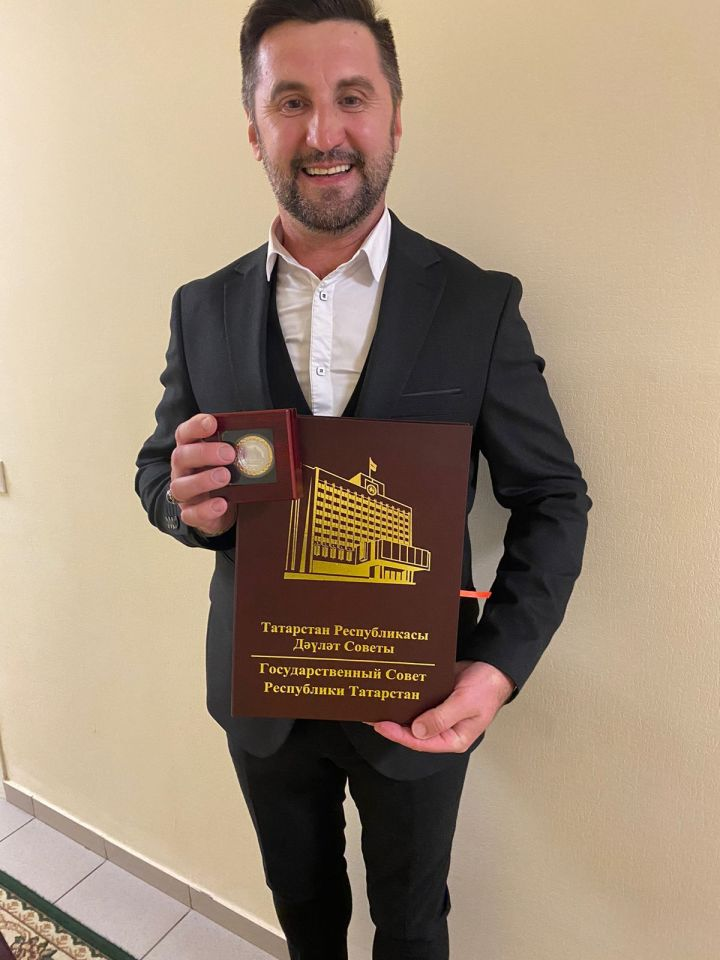 Татарстан Республикасы
Дәүләт Советы
Государственный Совет
Республики Татарстан